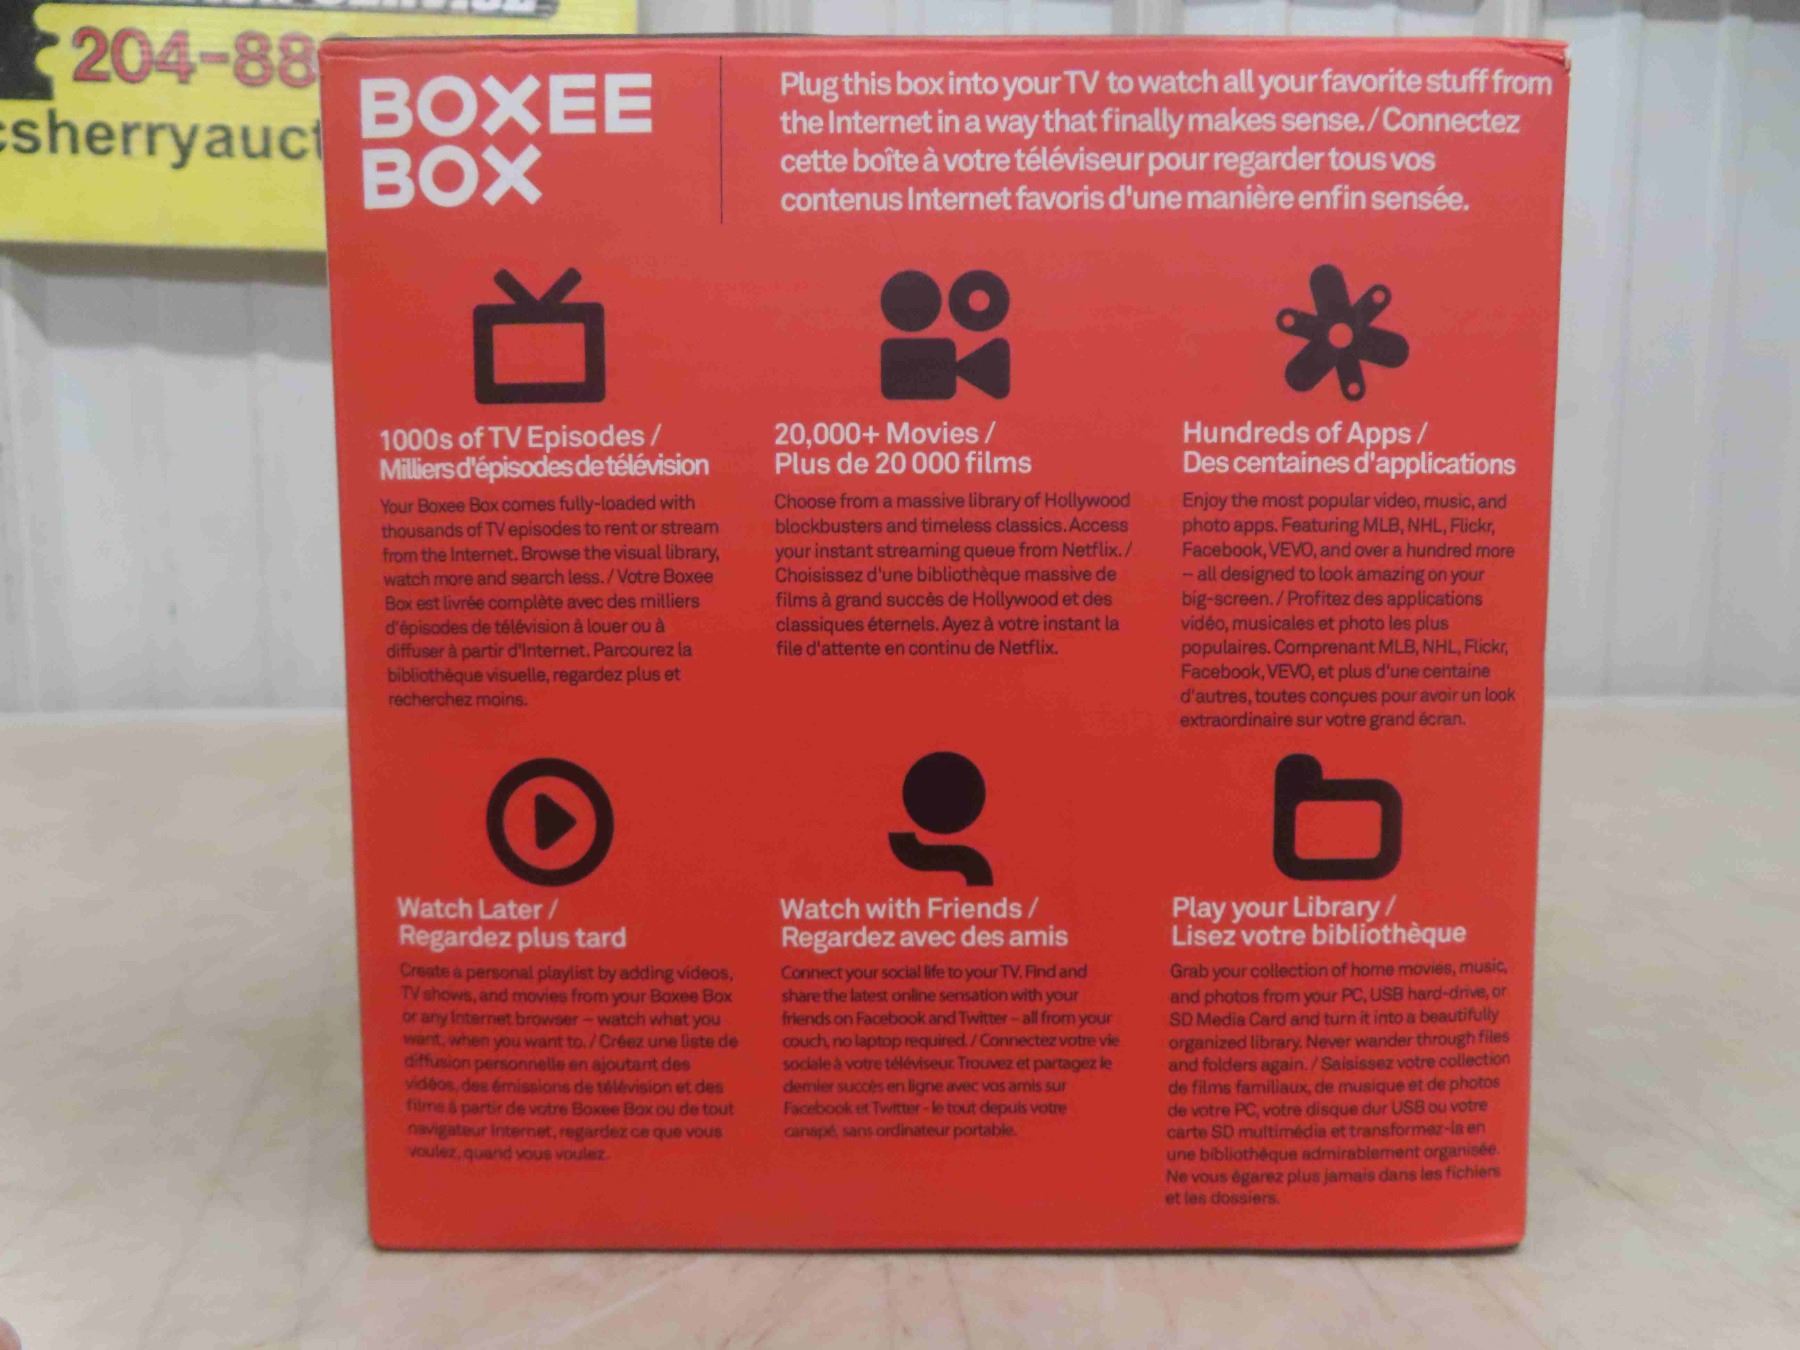 204-88
csherryauct
BOXEE
BOX
Plug this box into your TV to watch all your favorite stuff from
the Internet in a way that finally makes sense. / Connectez
cette boîte à votre téléviseur pour regarder tous vos
contenus Internet favoris d'une manière enfin sensée.
1000s of TV Episodes /
Milliers d'épisodes de télévision
Your Boxee Box comes fully-loaded with
thousands of TV episodes to rent or stream
from the Internet. Browse the visual library,
watch more and search less. / Votre Boxee
Box est livrée complète avec des milliers
d'épisodes de télévision à louer ou à
diffuser à partir d'Internet. Parcourez la
bibliothèque visuelle, regardez plus et
recherchez moins.
20,000+ Movies /
Plus de 20 000 films
Choose from a massive library of Hollywood
blockbusters and timeless classics. Access
your instant streaming queue from Netflix. /
Choisissez d'une bibliothèque massive de
films à grand succès de Hollywood et des
classiques éternels. Ayez à votre instant la
file d'attente en continu de Netflix.
Hundreds of Apps /
Des centaines d'applications
Enjoy the most popular video, music, and
photo apps. Featuring MLB, NHL, Flickr,
Facebook, VEVO, and over a hundred more
– all designed to look amazing on your
big-screen. / Profitez des applications
vidéo, musicales et photo les plus
populaires. Comprenant MLB, NHL, Flickr,
Facebook, VEVO, et plus d'une centaine
d'autres, toutes conçues pour avoir un look
extraordinaire sur votre grand écran.
Watch Later /
Regardez plus tard
Create a personal playlist by adding videos,
TV shows, and movies from your Boxee Box
or any Internet browser – watch what you
want, when you want to. / Créez une liste de
diffusion personnelle en ajoutant des
vidéos, des émissions de télévision et des
films à partir de votre Boxee Box ou de tout
navigateur Internet, regardez ce que vous
voulez, quand vous voulez.
Watch with Friends /
Regardez avec des amis
Connect your social life to your TV. Find and
share the latest online sensation with your
friends on Facebook and Twitter – all from your
couch, no laptop required. / Connectez votre vie
sociale à votre téléviseur. Trouvez et partagez le
dernier succès en ligne avec vos amis sur
Facebook et Twitter - le tout depuis votre
canapé, sans ordinateur portable.
Play your Library /
Lisez votre bibliothèque
Grab your collection of home movies, music,
and photos from your PC, USB hard-drive, or
SD Media Card and turn it into a beautifully
organized library. Never wander through files
and folders again. / Saisissez votre collection
de films familiaux, de musique et de photos
de votre PC, votre disque dur USB ou votre
carte SD multimédia et transformez-la en
une bibliothèque admirablement organisée.
Ne vous égarez plus jamais dans les fichiers
et les dossiers.